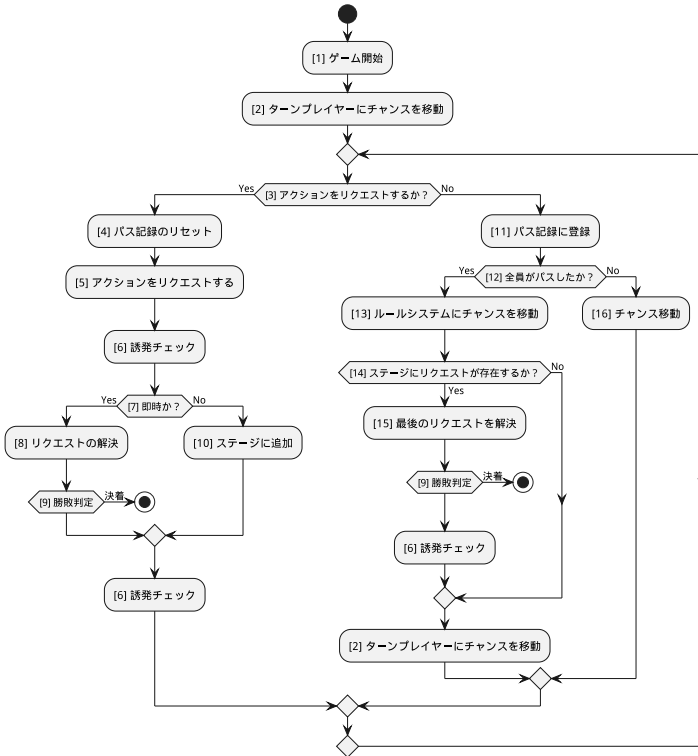 [1] ゲーム開始
[2] ターンプレイヤーにチャンスを移動
[3] アクションをリクエストするか？
Yes
No
[4] パス記録のリセット
[5] アクションをリクエストする
[6] 誘発チェック
[7] 即時か？
Yes
No
[8] リクエストの解決
[10] ステージに追加
[9] 勝敗判定
決着
[6] 誘発チェック
[11] パス記録に登録
[12] 全員がパスしたか？
Yes
No
[13] ルールシステムにチャンスを移動
[16] チャンス移動
[14] ステージにリクエストが存在するか？
No
Yes
[15] 最後のリクエストを解決
[9] 勝敗判定
決着
[6] 誘発チェック
[2] ターンプレイヤーにチャンスを移動